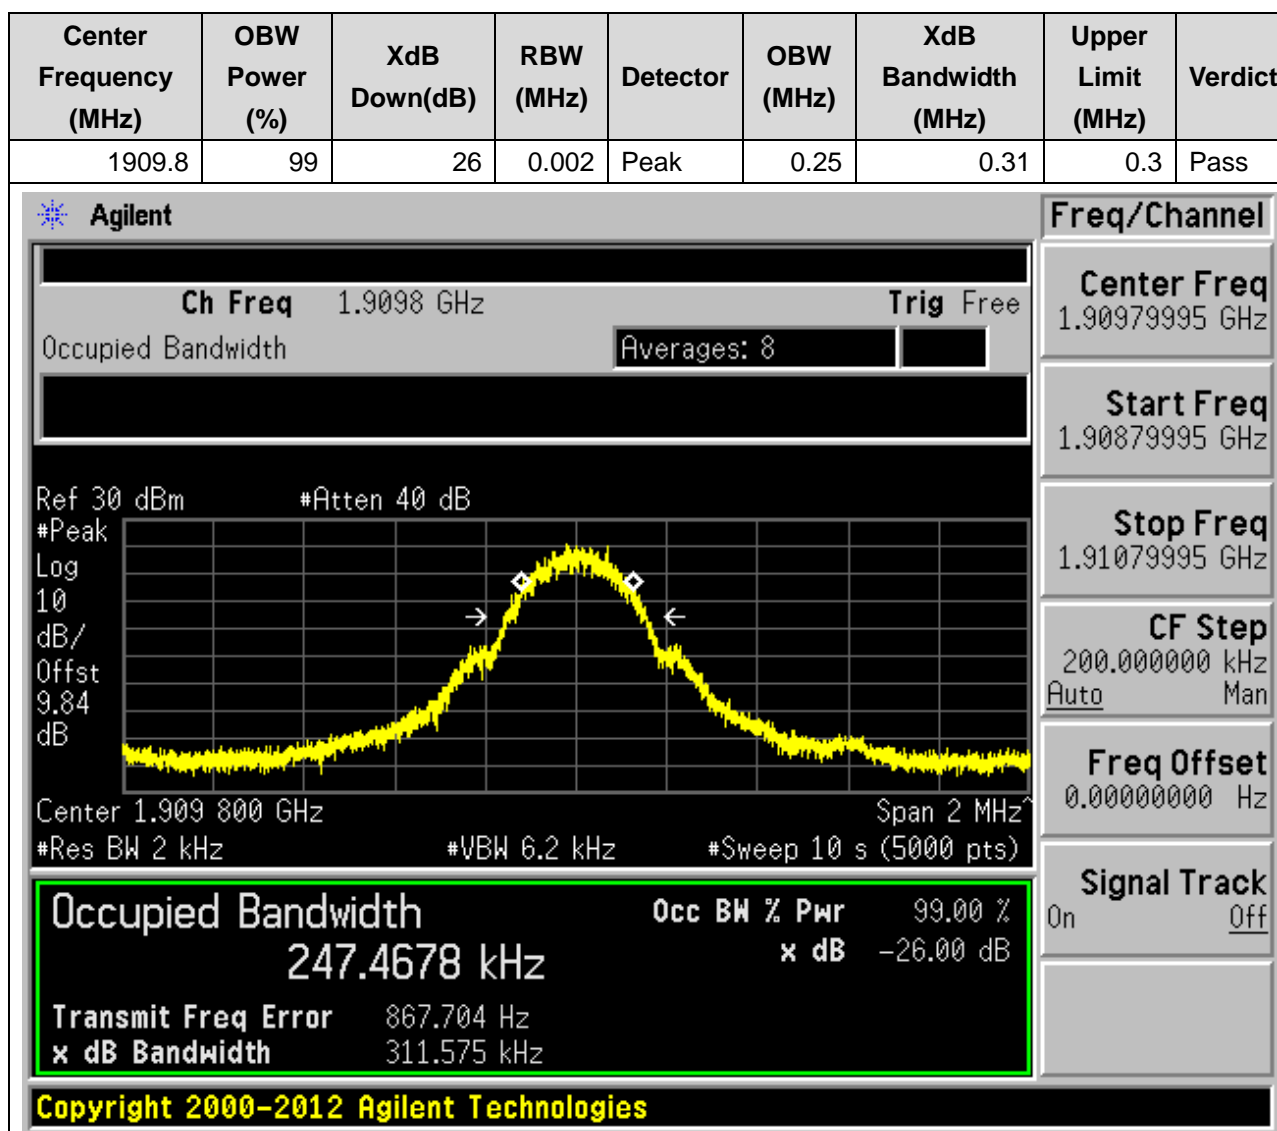 Center Frequency (MHz) OBW Power (%) XdB Down(dB) RBW (MHz) Detector OBW (MHz) XdB Bandwidth (MHz) Upper Limit (MHz) Verdict
1909.8 99 26 0.002 Peak 0.25 0.31 0.3 Pass
Agilent
Freq/Channel
Ch Freq 1.9098 GHz Trig Free
Occupied Bandwidth Averages: 8
Center Freq
1.90979995 GHz
Start Freq
1.90879995 GHz
Stop Freq
1.91079995 GHz
CF Step
200.000000 kHz
Auto Man
Freq Offset
0.00000000 Hz
Signal Track
On Off
Ref 30 dBm #Atten 40 dB
#Peak
Log
10
dB/
Offst
9.84
dB
Center 1.909 800 GHz Span 2 MHz^
#Res BW 2 kHz #VBW 6.2 kHz #Sweep 10 s (5000 pts)
Occupied Bandwidth Occ BW % Pwr 99.00 %
247.4678 kHz x dB -26.00 dB
Transmit Freq Error 867.704 Hz
x dB Bandwidth 311.575 kHz
Copyright 2000-2012 Agilent Technologies